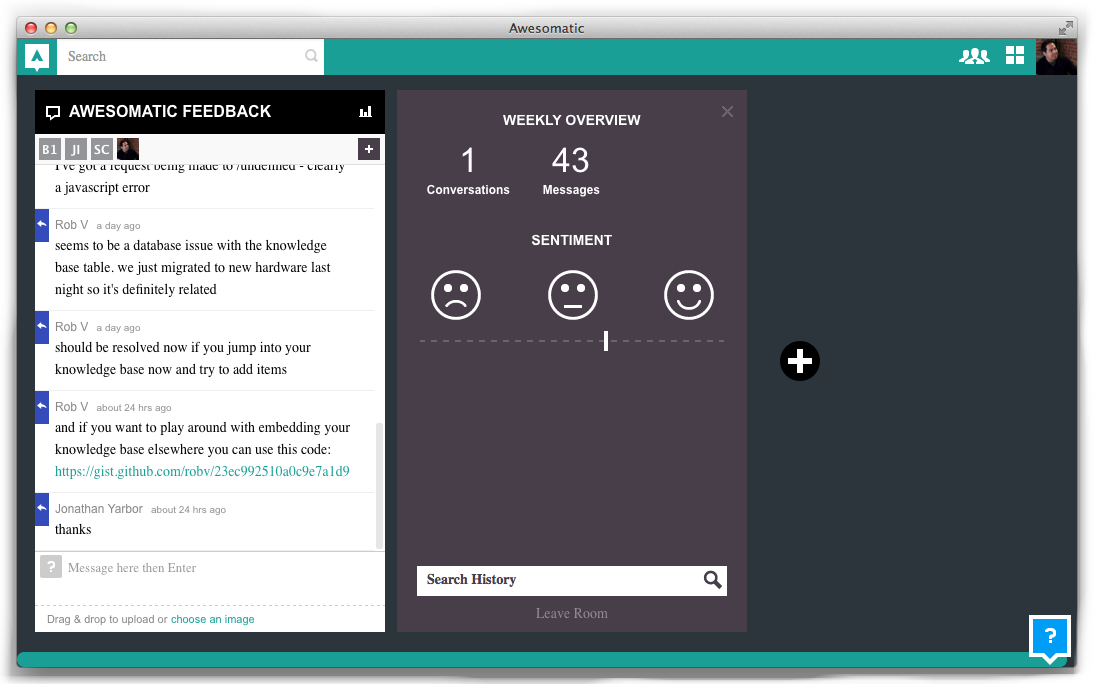 Awesomatic
Search
AWESOMATIC FEEDBACK
B1 JI SC
+
I've got a request being made to /undefined - clearly
a javascript error
Rob V a day ago
seems to be a database issue with the knowledge
base table. we just migrated to new hardware last
night so it's definitely related
Rob V a day ago
should be resolved now if you jump into your
knowledge base now and try to add items
Rob V about 24 hrs ago
and if you want to play around with embedding your
knowledge base elsewhere you can use this code:
https://gist.github.com/robv/23ec992510a0c9e7a1d9
Jonathan Yarbor about 24 hrs ago
thanks
? Message here then Enter
Drag & drop to upload or choose an image
WEEKLY OVERVIEW
1 43
Conversations Messages
SENTIMENT
Search History
Leave Room
?